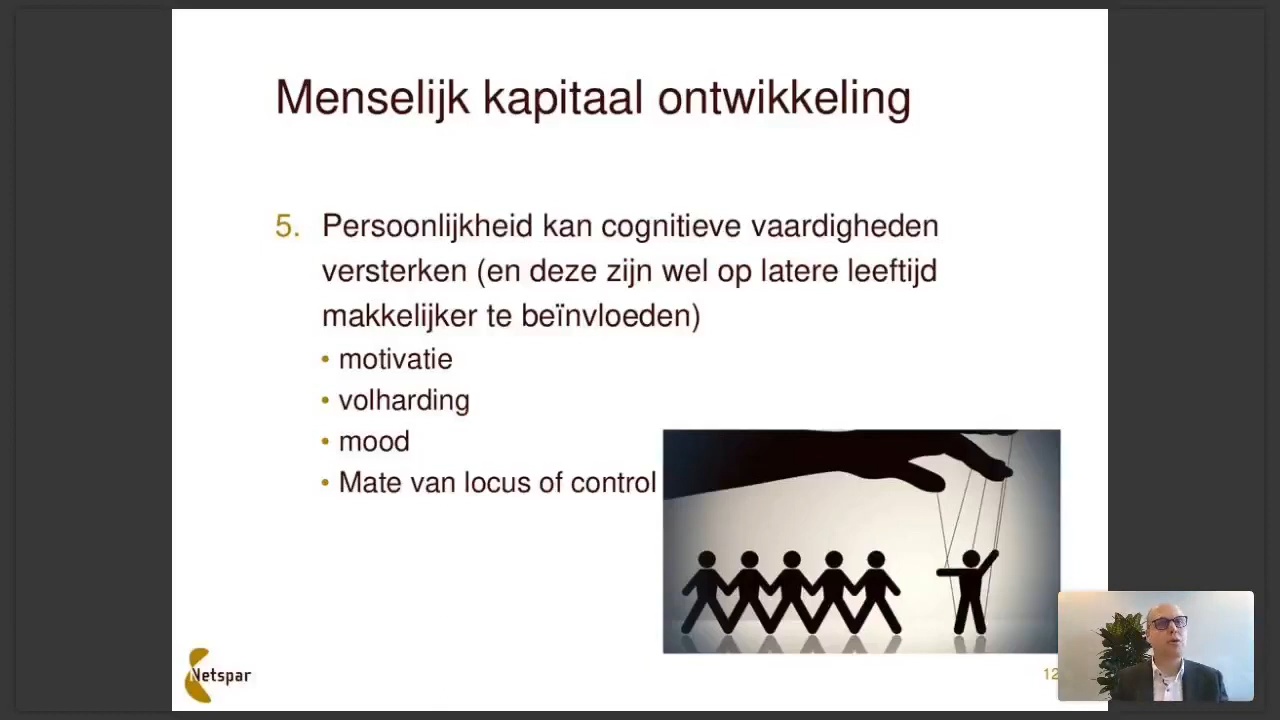 Menselijk kapitaal ontwikkeling
5. Persoonlijkheid kan cognitieve vaardigheden
versterken (en deze zijn wel op latere leeftijd
makkelijker te beïnvloeden)
• motivatie
• volharding
• mood
• Mate van locus of control
Netspar
12